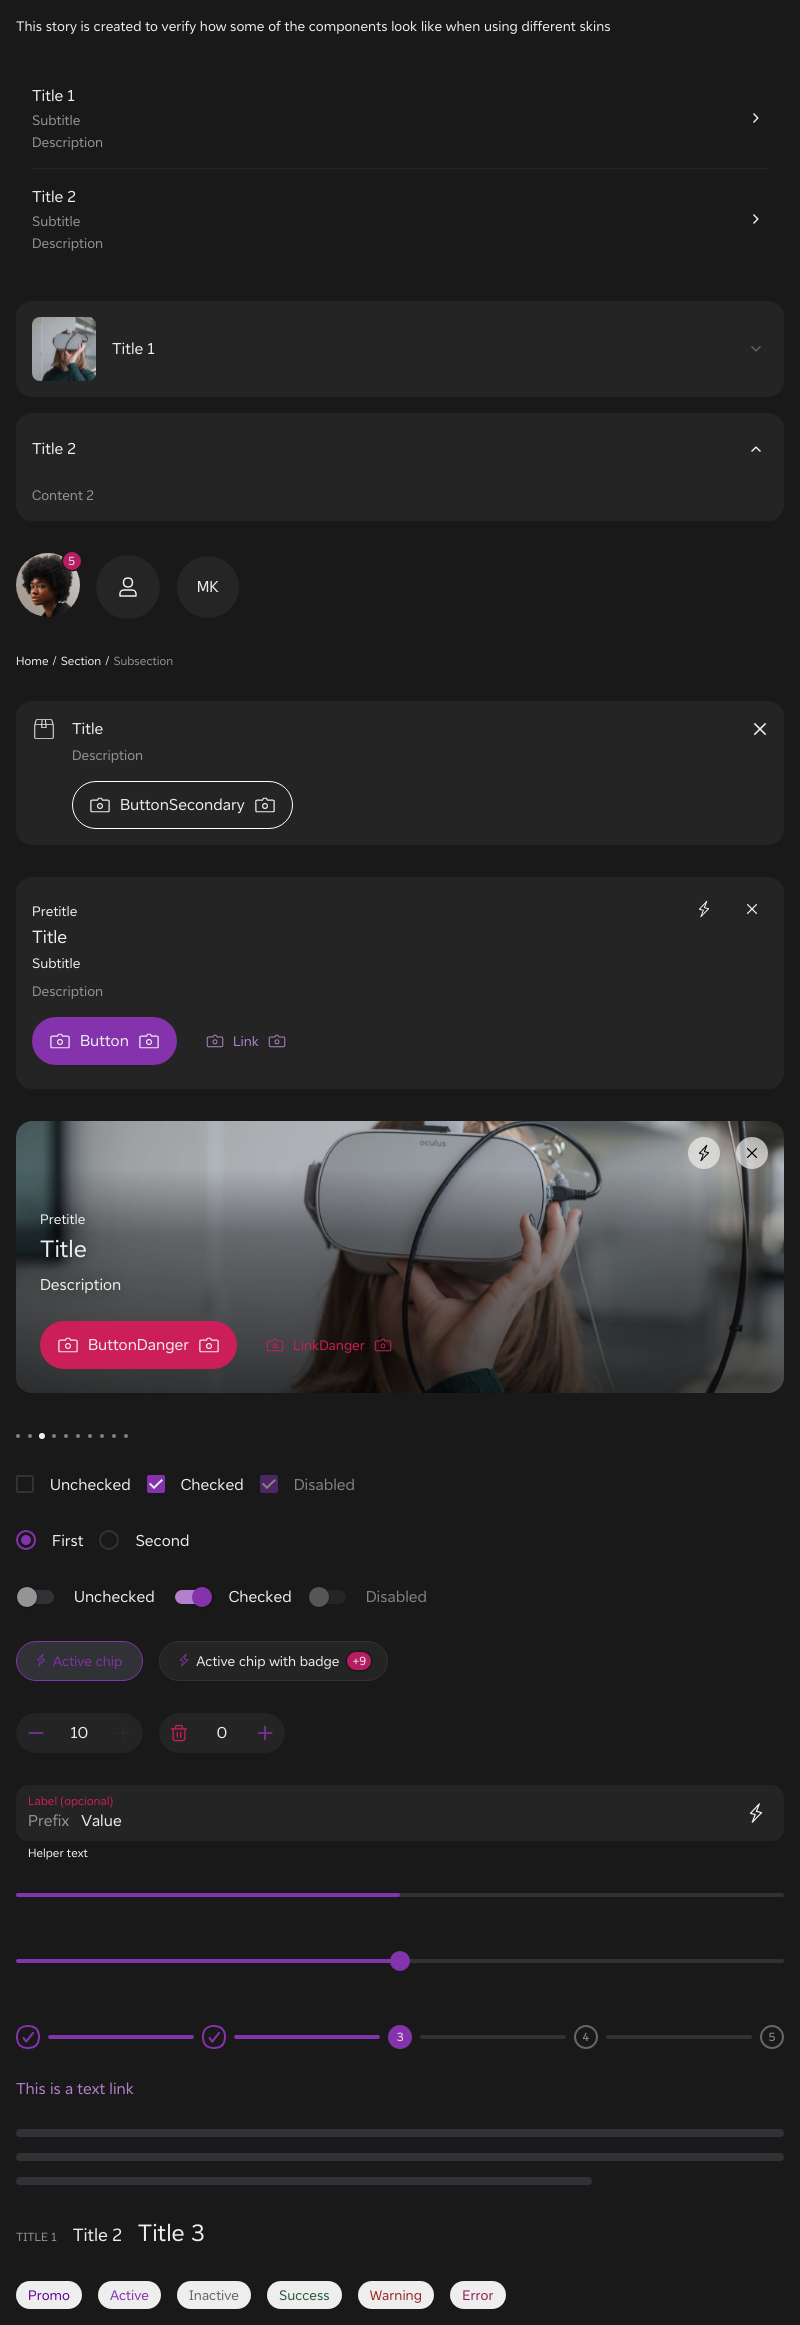 This story is created to verify how some of the components look like when using different skins
Title 1
Subtitle
Description
Title 2
Subtitle
Description
Title 1
Title 2
Content 2
5
MK
Home / Section / Subsection
Title
Description
ButtonSecondary
Pretitle
Title
Subtitle
Description
Button Link
oculus
Pretitle
Title
Description
ButtonDanger LinkDanger
Unchecked Checked Disabled
First Second
Unchecked Checked Disabled
Active chip Active chip with badge +9
10 0
Label (opcional)
Prefix Value
Helper text
3 4 5
This is a text link
TITLE 1 Title 2 Title 3
Promo Active Inactive Success Warning Error